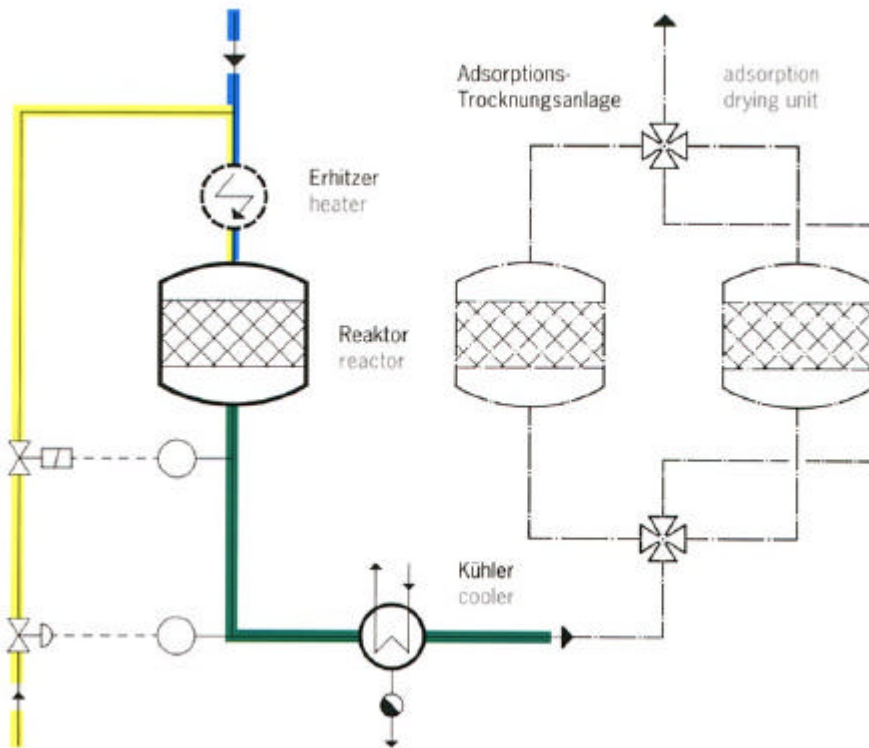 Adsorptions-
Trocknungsanlage
adsorption
drying unit
Erhitzer
heater
Reaktor
reactor
Kühler
cooler